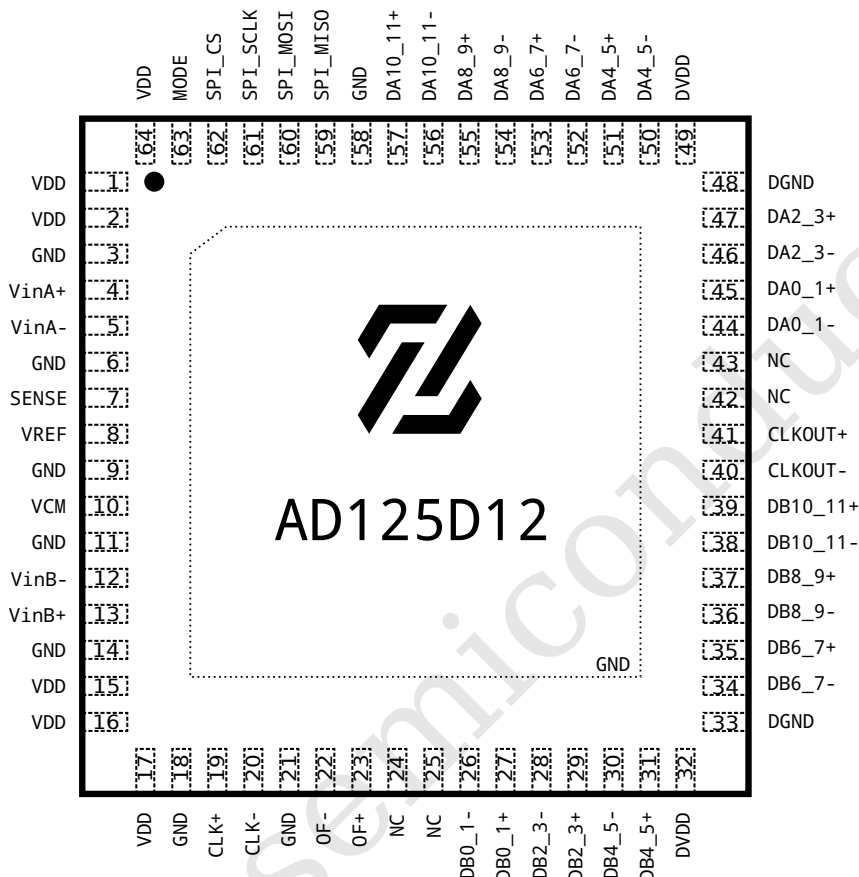 VDD MODE SPI_CS SPI_SCLK SPI_MOSI SPI_MISO GND DA10_11+ DA10_11- DA8_9+ DA8_9- DA6_7+ DA6_7- DA4_5+ DA4_5- DVDD
64 63 62 61 60 59 58 57 56 55 54 53 52 51 50 49
VDD 1 48 DGND
VDD 2 47 DA2_3+
GND 3 46 DA2_3-
VinA+ 4 45 DA0_1+
VinA- 5 44 DA0_1-
GND 6 43 NC
SENSE 7 42 NC
VREF 8 41 CLKOUT+
GND 9 40 CLKOUT-
VCM 10 39 DB10_11+
AD125D12
GND 11 38 DB10_11-
VinB- 12 37 DB8_9+
VinB+ 13 36 DB8_9-
GND 14 35 DB6_7+
GND
VDD 15 34 DB6_7-
VDD 16 33 DGND
17 18 19 20 21 22 23 24 25 26 27 28 29 30 31 32
VDD GND CLK+ CLK- GND OF- OF+ NC NC DB0_1- DB0_1+ DB2_3- DB2_3+ DB4_5- DB4_5+ DVDD
semiconduc